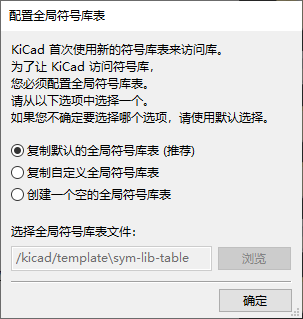 配置全局符号库表
KiCad 首次使用新的符号库表来访问库。
为了让 KiCad 访问符号库，
您必须配置全局符号库表。
请从以下选项中选择一个。
如果您不确定要选择哪个选项，请使用默认选择。
复制默认的全局符号库表 (推荐)
复制自定义全局符号库表
创建一个空的全局符号库表
选择全局符号库表文件：
/kicad/template\sym-lib-table
浏览
确定